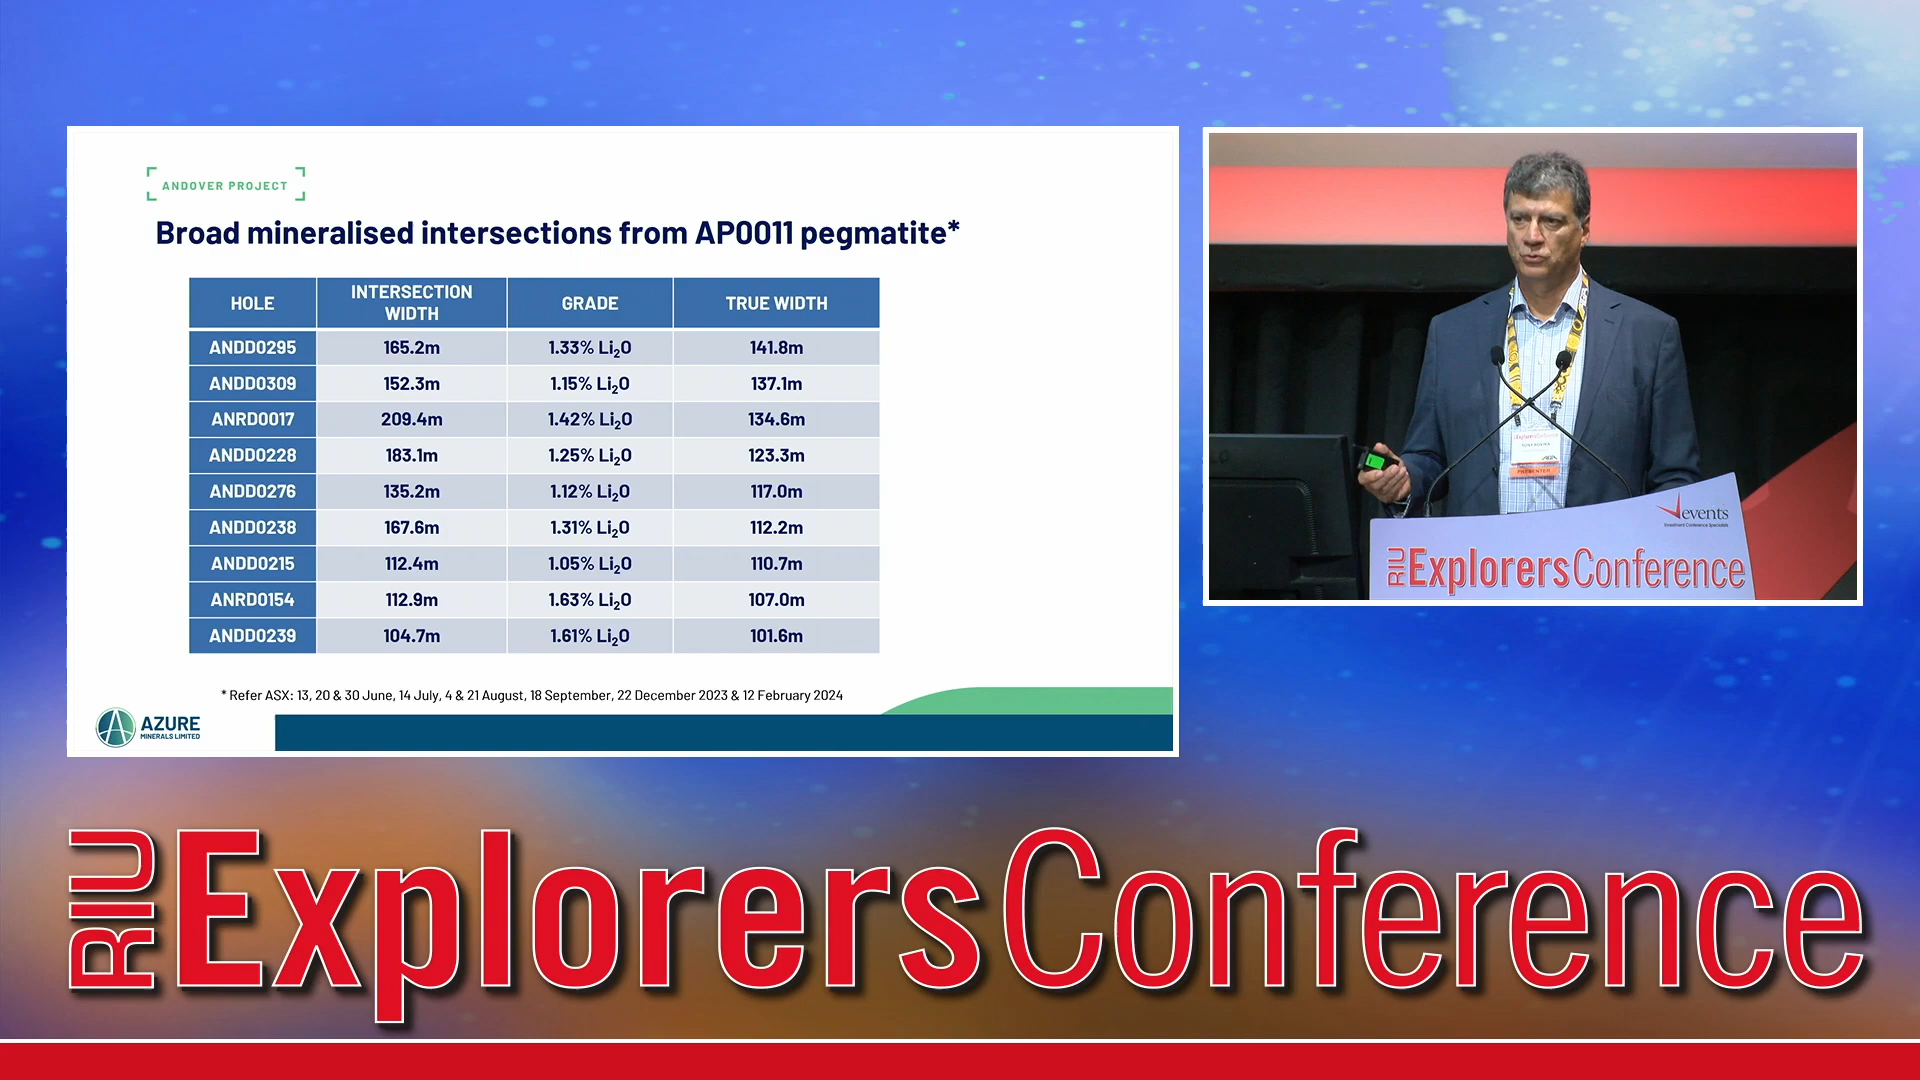 ANDOVER PROJECT
Broad mineralised intersections from AP0011 pegmatite*
HOLE INTERSECTION WIDTH GRADE TRUE WIDTH
ANDD0295 165.2m 1.33% Li₂O 141.8m
ANDD0309 152.3m 1.15% Li₂O 137.1m
ANRD0017 209.4m 1.42% Li₂O 134.6m
ANDD0228 183.1m 1.25% Li₂O 123.3m
ANDD0276 135.2m 1.12% Li₂O 117.0m
ANDD0238 167.6m 1.31% Li₂O 112.2m
ANDD0215 112.4m 1.05% Li₂O 110.7m
ANRD0154 112.9m 1.63% Li₂O 107.0m
ANDD0239 104.7m 1.61% Li₂O 101.6m
* Refer ASX: 13, 20 & 30 June, 14 July, 4 & 21 August, 18 September, 22 December 2023 & 12 February 2024
AZURE
MINERALS LIMITED
PRESENTER
events
Investment Conference Specialists
RIU ExplorersConference
RIU ExplorersConference